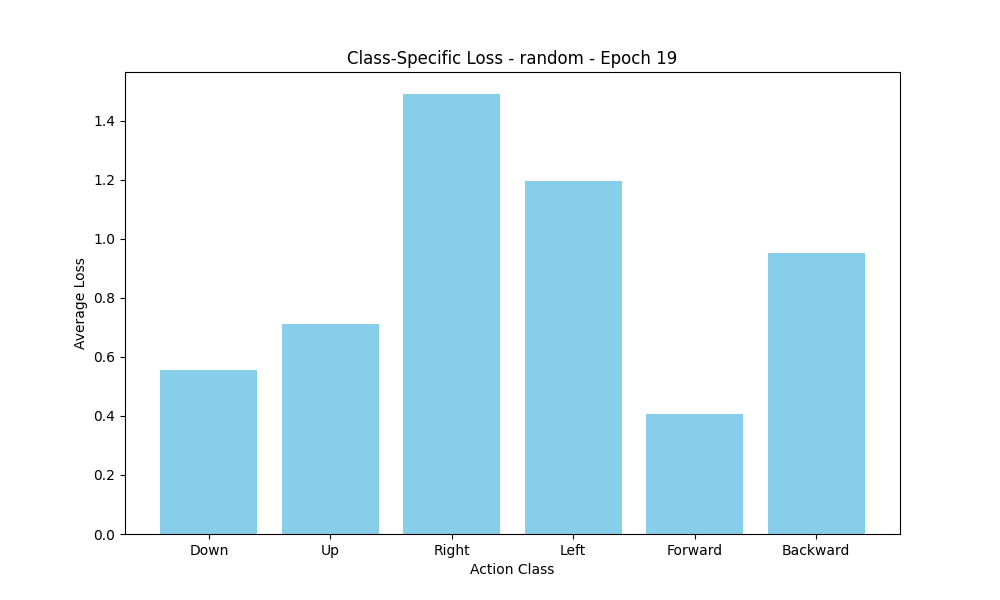 Class-Specific Loss - random - Epoch 19
Average Loss
1.4
1.2
1.0
0.8
0.6
0.4
0.2
0.0
Down Up Right Left Forward Backward
Action Class